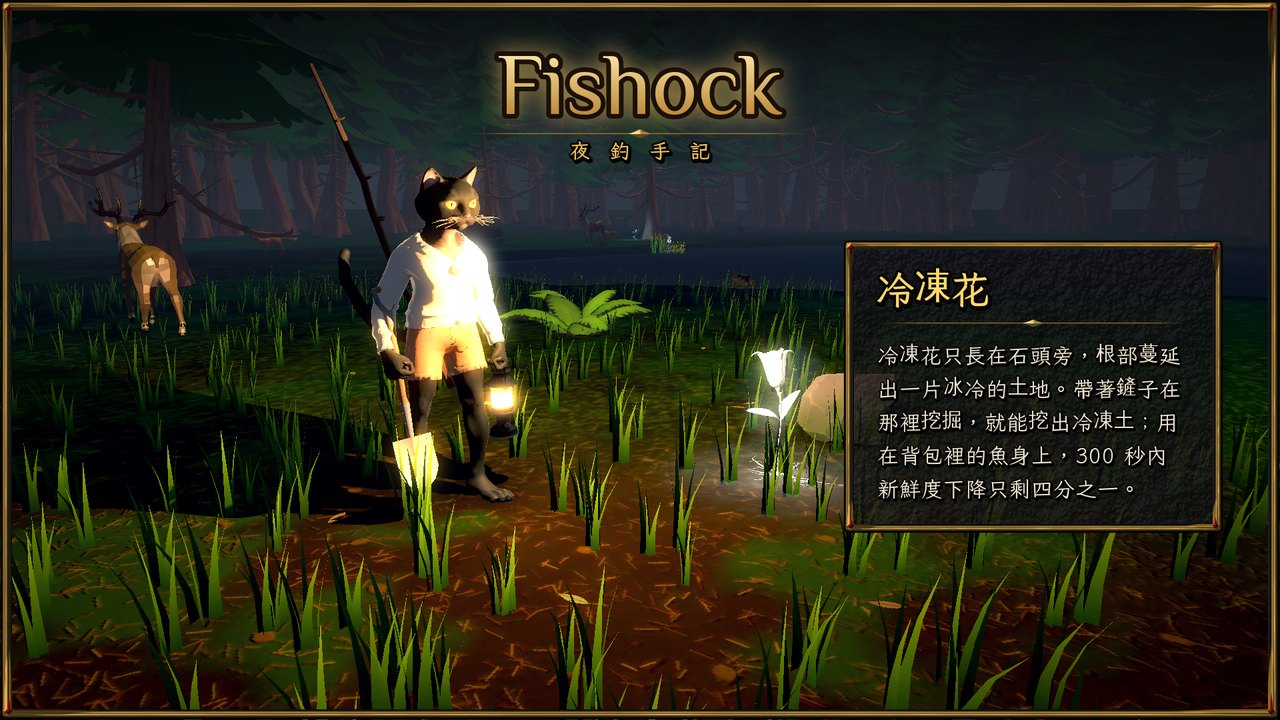 Fishock
夜釣手記
冷凍花
冷凍花只長在石頭旁，根部蔓延
出一片冰冷的土地。帶著鏟子在
那裡挖掘，就能挖出冷凍土；用
在背包裡的魚身上，300 秒內
新鮮度下降只剩四分之一。